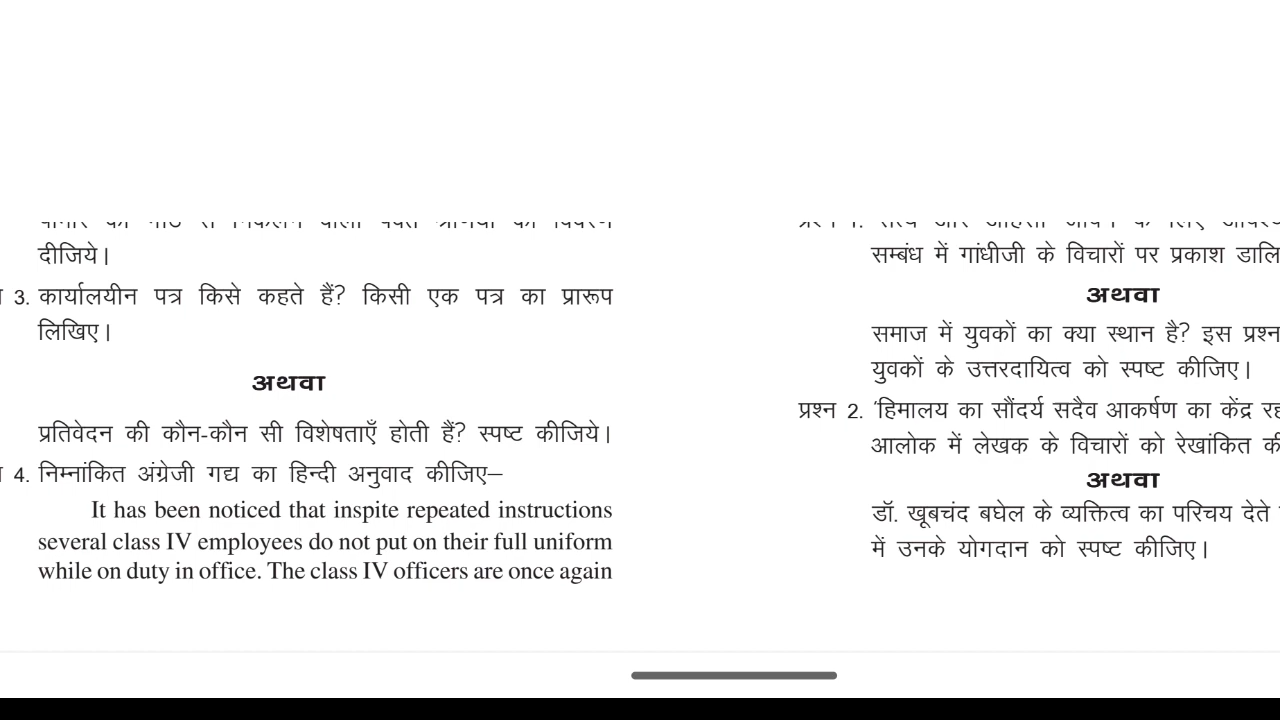 दीजिये।
3. कार्यालयीन पत्र किसे कहते हैं? किसी एक पत्र का प्रारूप
लिखिए।
अथवा
प्रतिवेदन की कौन-कौन सी विशेषताएँ होती हैं? स्पष्ट कीजिये।
4. निम्नांकित अंग्रेजी गद्य का हिन्दी अनुवाद कीजिए–
It has been noticed that inspite repeated instructions
several class IV employees do not put on their full uniform
while on duty in office. The class IV officers are once again
सम्बंध में गांधीजी के विचारों पर प्रकाश डालि
अथवा
समाज में युवकों का क्या स्थान है? इस प्रश्न
युवकों के उत्तरदायित्व को स्पष्ट कीजिए।
प्रश्न 2. 'हिमालय का सौंदर्य सदैव आकर्षण का केंद्र रह
आलोक में लेखक के विचारों को रेखांकित की
अथवा
डॉ. खूबचंद बघेल के व्यक्तित्व का परिचय देते
में उनके योगदान को स्पष्ट कीजिए।